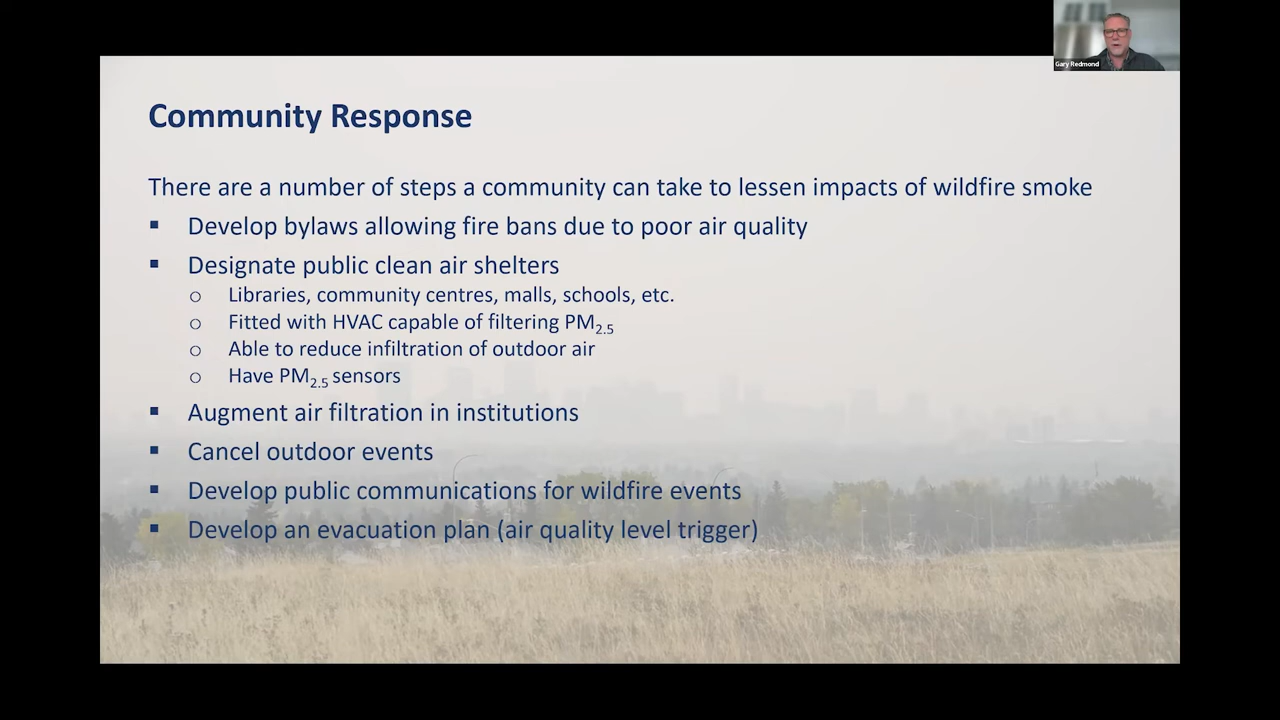 Gary Redmond
Community Response
There are a number of steps a community can take to lessen impacts of wildfire smoke
▪ Develop bylaws allowing fire bans due to poor air quality
▪ Designate public clean air shelters
o Libraries, community centres, malls, schools, etc.
o Fitted with HVAC capable of filtering PM2.5
o Able to reduce infiltration of outdoor air
o Have PM2.5 sensors
▪ Augment air filtration in institutions
▪ Cancel outdoor events
▪ Develop public communications for wildfire events
▪ Develop an evacuation plan (air quality level trigger)